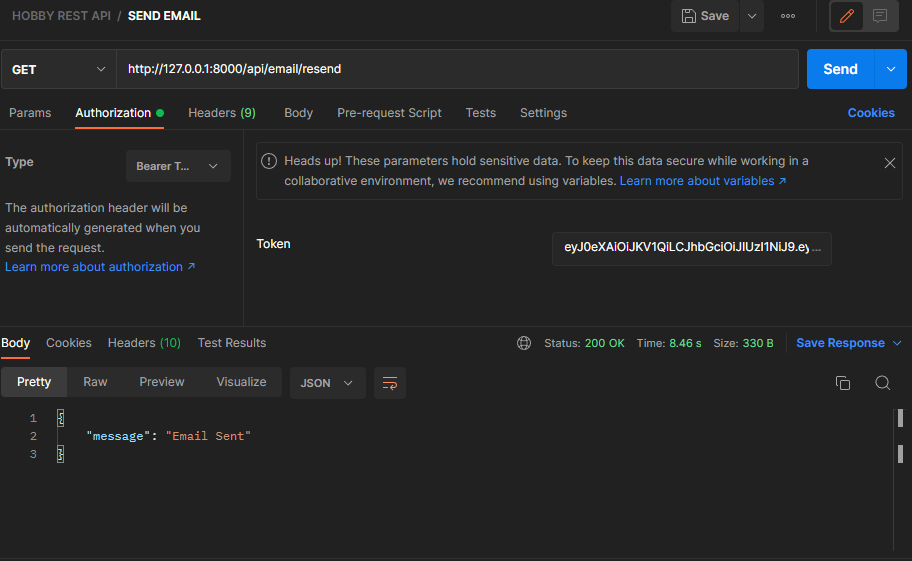 HOBBY REST API / SEND EMAIL
Save
GET
http://127.0.0.1:8000/api/email/resend
Send
Params
Authorization
Headers (9)
Body
Pre-request Script
Tests
Settings
Cookies
Type
Bearer T...
The authorization header will be
automatically generated when you
send the request.
Learn more about authorization ↗
Heads up! These parameters hold sensitive data. To keep this data secure while working in a
collaborative environment, we recommend using variables. Learn more about variables ↗
Token
eyJ0eXAiOiJKV1QiLCJhbGciOiJIUzI1NiJ9.ey...
Body
Cookies
Headers (10)
Test Results
Status: 200 OK
Time: 8.46 s
Size: 330 B
Save Response
Pretty
Raw
Preview
Visualize
JSON
1 {
2 "message": "Email Sent"
3 }